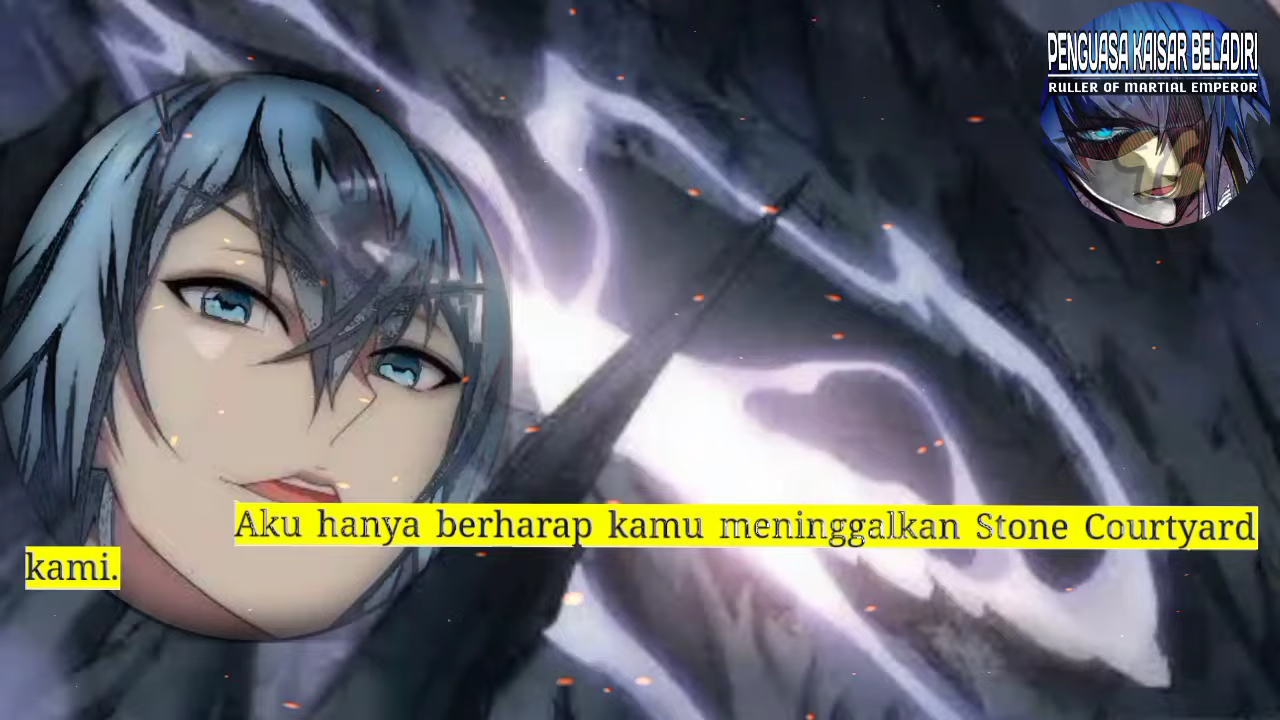 PENGUASA KAISAR BELADIRI
RULLER OF MARTIAL EMPEROR
Aku hanya berharap kamu meninggalkan Stone Courtyard
kami.